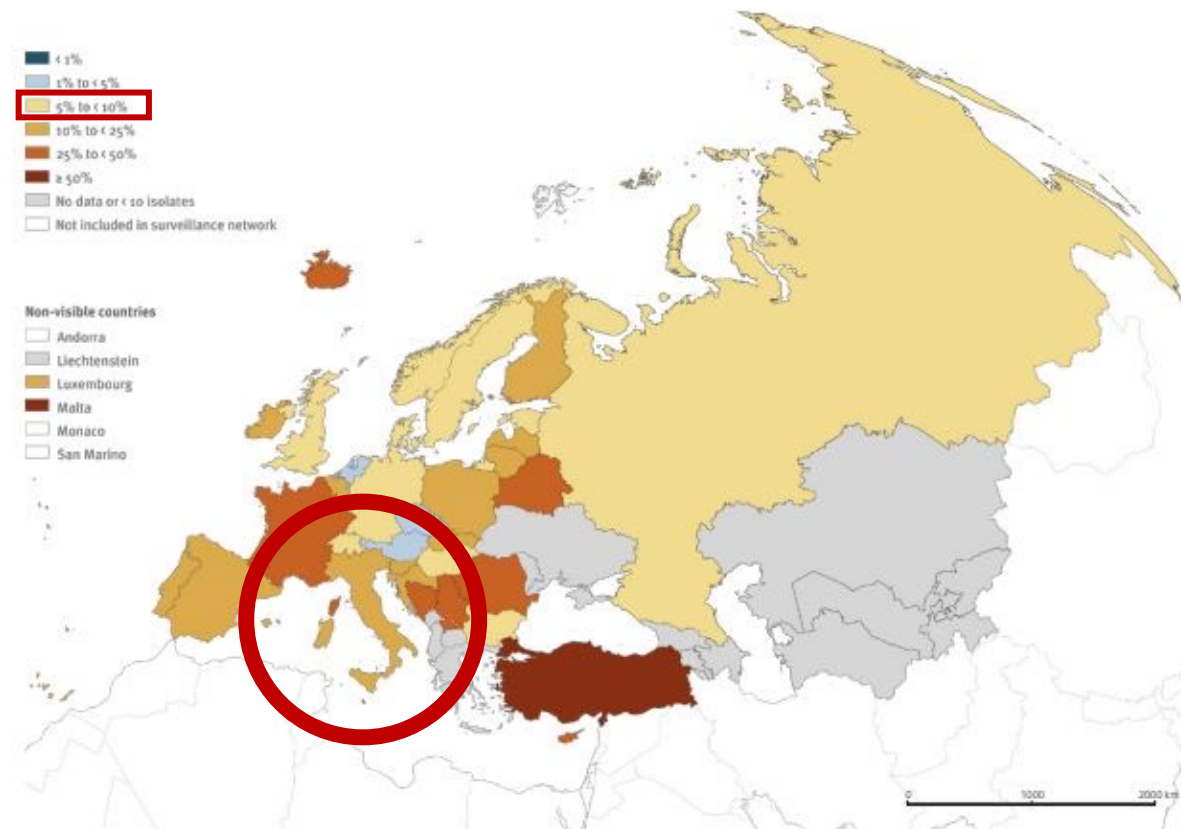 < 1%
1% to < 5%
5% to < 10%
10% to < 25%
25% to < 50%
≥ 50%
No data or < 10 isolates
Not included in surveillance network
Non-visible countries
Andorra
Liechtenstein
Luxembourg
Malta
Monaco
San Marino
0 1000 2000 km